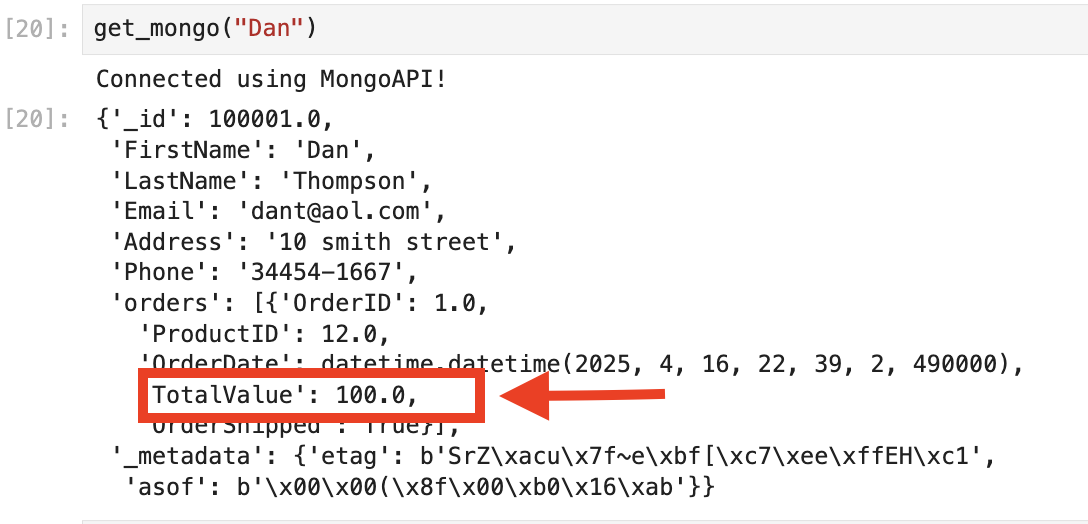 [20]: get_mongo("Dan")
Connected using MongoAPI!
[20]: {'_id': 100001.0,
'FirstName': 'Dan',
'LastName': 'Thompson',
'Email': 'dant@aol.com',
'Address': '10 smith street',
'Phone': '34454-1667',
'orders': [{'OrderID': 1.0,
'ProductID': 12.0,
'OrderDate': datetime.datetime(2025, 4, 16, 22, 39, 2, 490000),
TotalValue': 100.0,
'OrderShipped': True}],
'_metadata': {'etag': b'SrZ\xacu\x7f~e\xbf[\xc7\xee\xffEH\xc1',
'asof': b'\x00\x00(\x8f\x00\xb0\x16\xab'}}